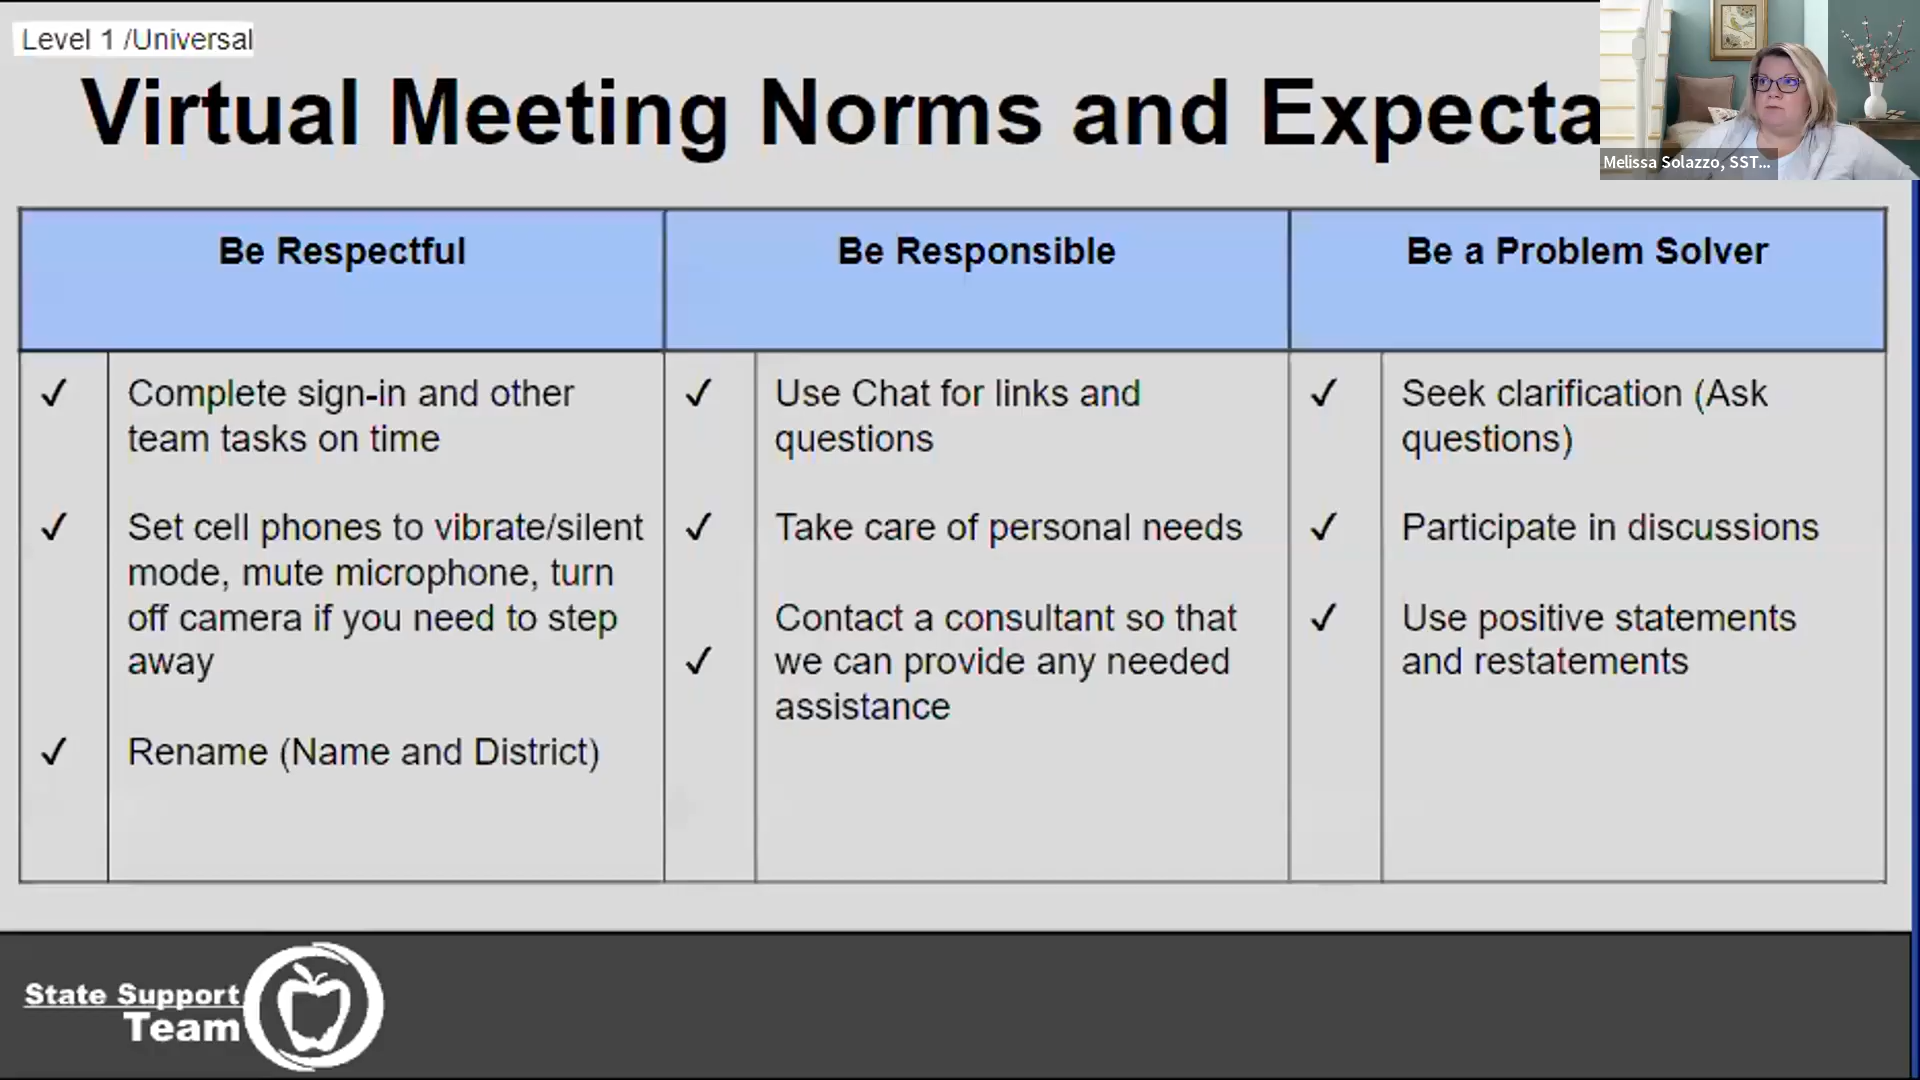 Level 1 /Universal
Virtual Meeting Norms and Expecta
Melissa Solazzo, SST...
Be Respectful
Be Responsible
Be a Problem Solver
✓ Complete sign-in and other
team tasks on time
✓ Set cell phones to vibrate/silent
mode, mute microphone, turn
off camera if you need to step
away
✓ Rename (Name and District)
✓ Use Chat for links and
questions
✓ Take care of personal needs
Contact a consultant so that
✓ we can provide any needed
assistance
✓ Seek clarification (Ask
questions)
✓ Participate in discussions
✓ Use positive statements
and restatements
State Support
Team